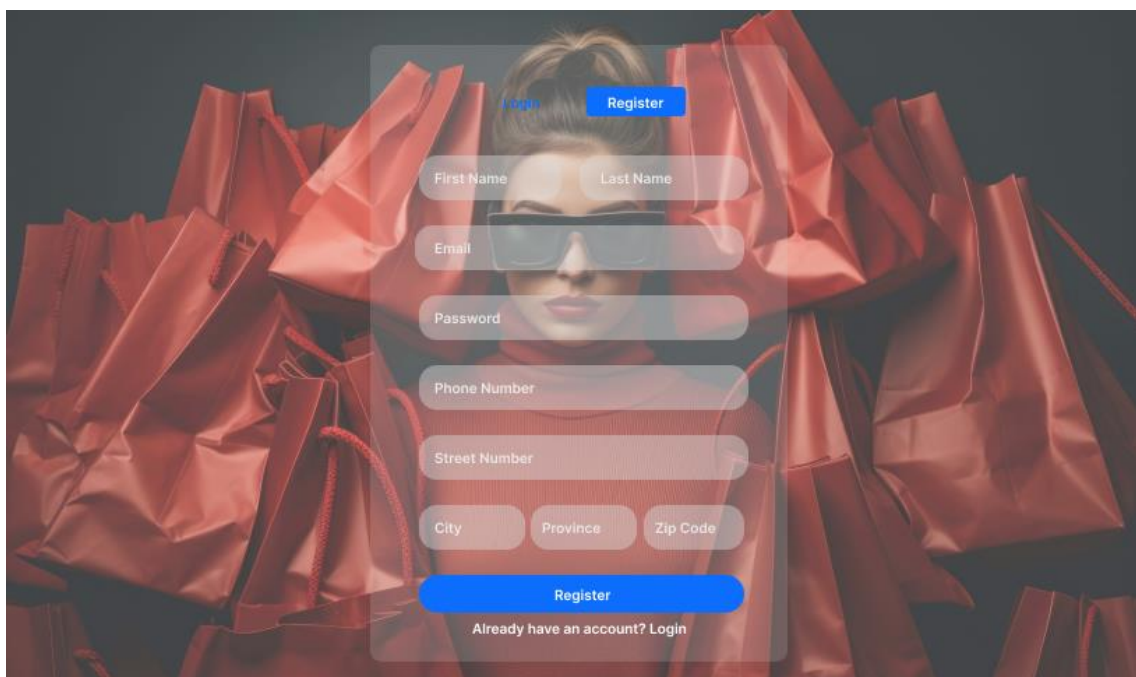 Login Register
First Name Last Name
Email
Password
Phone Number
Street Number
City Province Zip Code
Register
Already have an account? Login